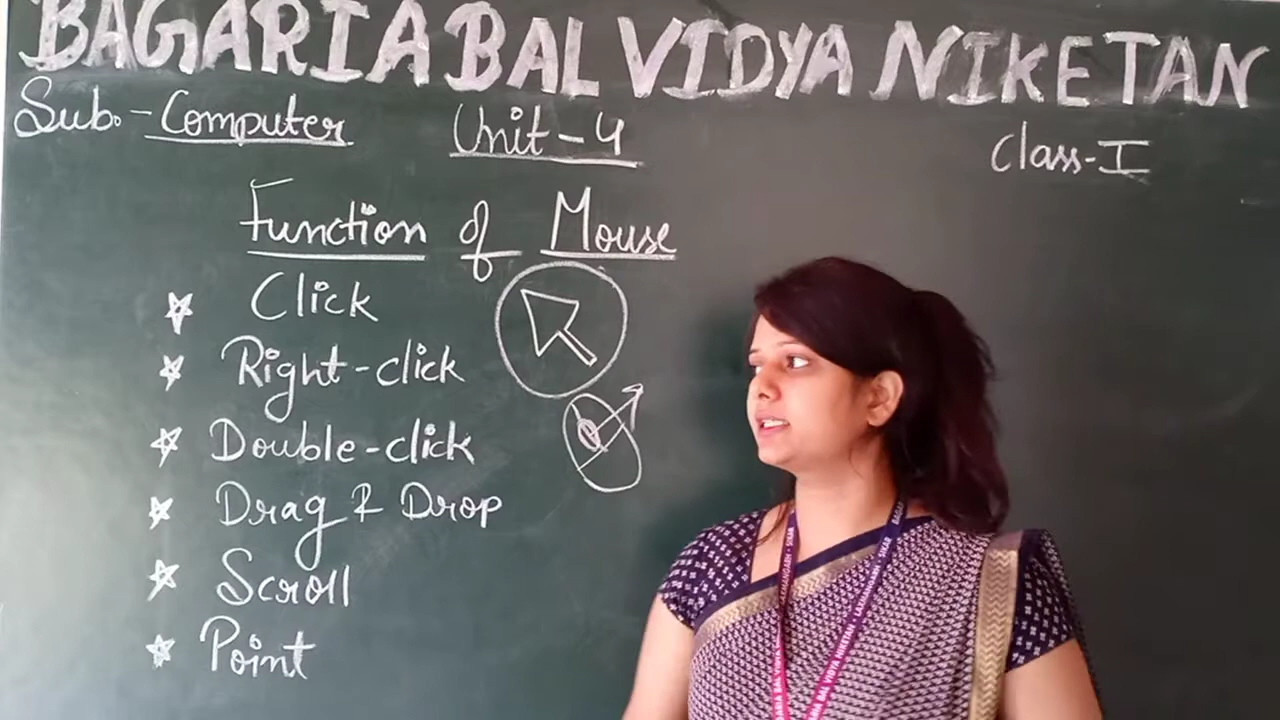 BAGARIA BAL VIDYA NIKETAN
Sub.- Computer Unit-4 Class-I
Function of Mouse
Click
Right-click
Double-click
Drag & Drop
Scroll
Point